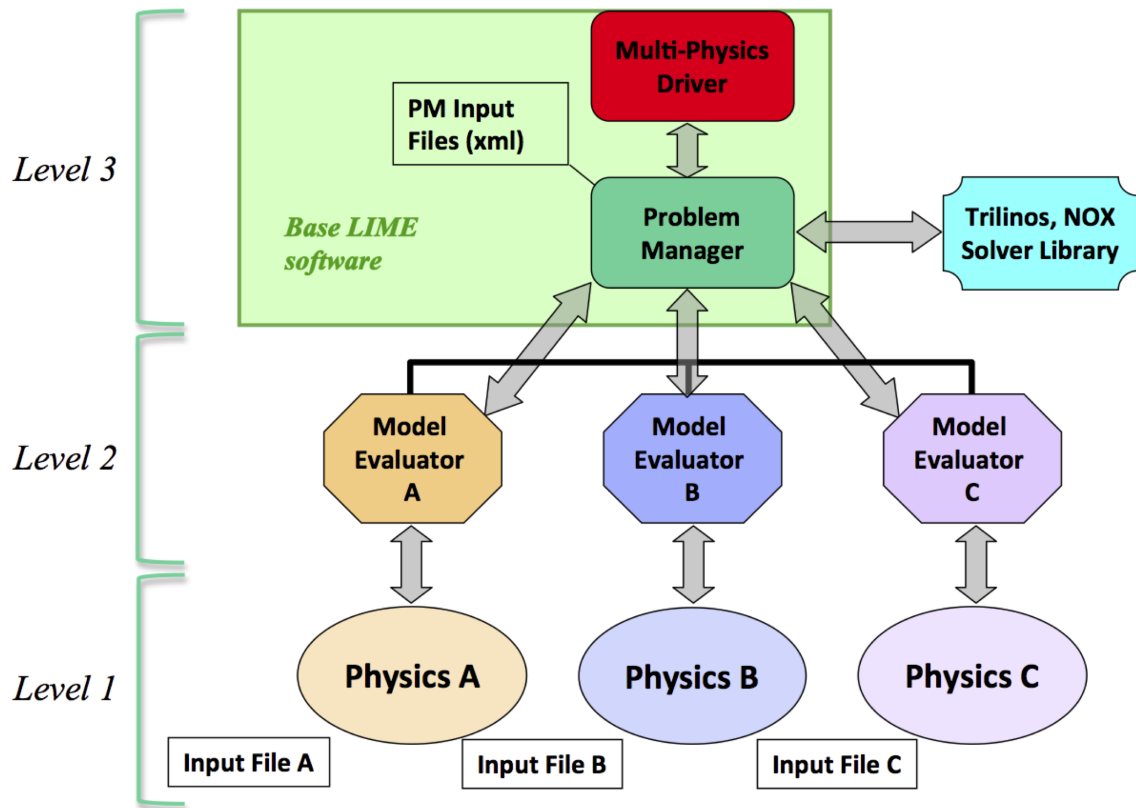 Multi-Physics
Driver
PM Input
Files (xml)
Level 3
Base LIME
software
Problem
Manager
Trilinos, NOX
Solver Library
Level 2
Model
Evaluator
A
Model
Evaluator
B
Model
Evaluator
C
Level 1
Physics A
Physics B
Physics C
Input File A
Input File B
Input File C